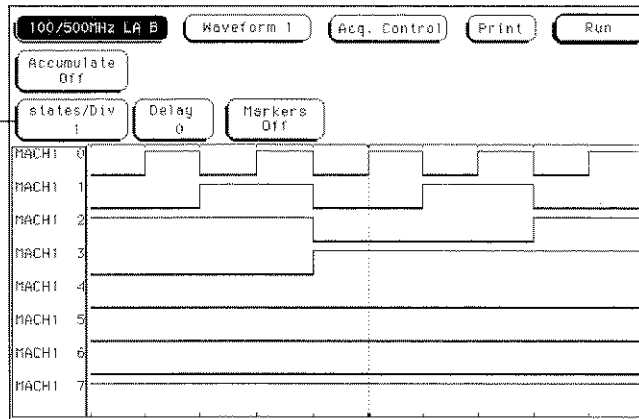 100/500MHz LA B Waveform 1 Acq. Control Print Run
Accumulate
Off
states/Div Delay Markers
1 0 Off
MACH1 0
MACH1 1
MACH1 2
MACH1 3
MACH1 4
MACH1 5
MACH1 6
MACH1 7